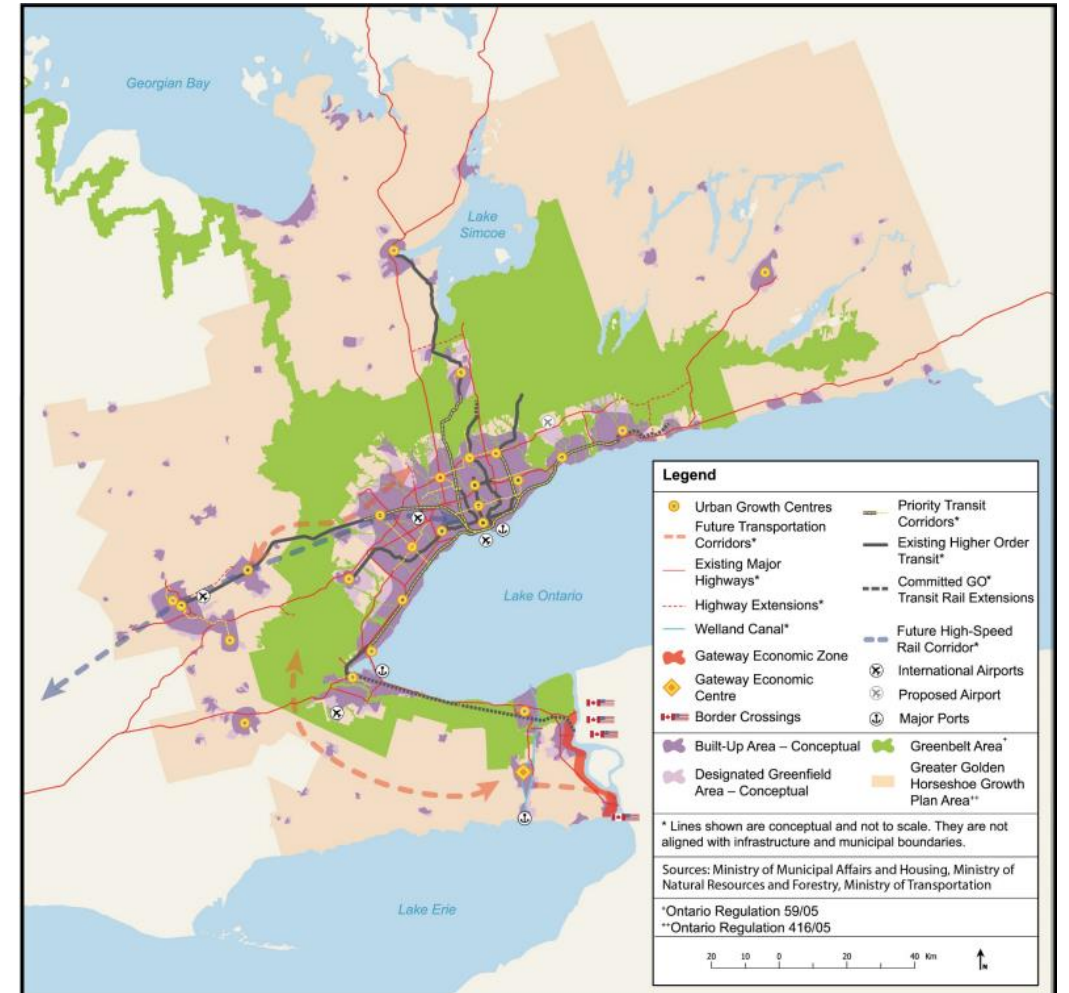 Georgian Bay
Lake
Simcoe
Lake Ontario
Lake Erie
Legend
Urban Growth Centres
Future Transportation
Corridors*
Existing Major
Highways*
Highway Extensions*
Welland Canal*
Gateway Economic Zone
Gateway Economic
Centre
Border Crossings
Priority Transit
Corridors*
Existing Higher Order
Transit*
Committed GO*
Transit Rail Extensions
Future High-Speed
Rail Corridor*
International Airports
Proposed Airport
Major Ports
Built-Up Area – Conceptual
Designated Greenfield
Area – Conceptual
Greenbelt Area+
Greater Golden
Horseshoe Growth
Plan Area++
* Lines shown are conceptual and not to scale. They are not
aligned with infrastructure and municipal boundaries.
Sources: Ministry of Municipal Affairs and Housing, Ministry of
Natural Resources and Forestry, Ministry of Transportation
+Ontario Regulation 59/05
++Ontario Regulation 416/05
20 10 0 20 40 Km
N